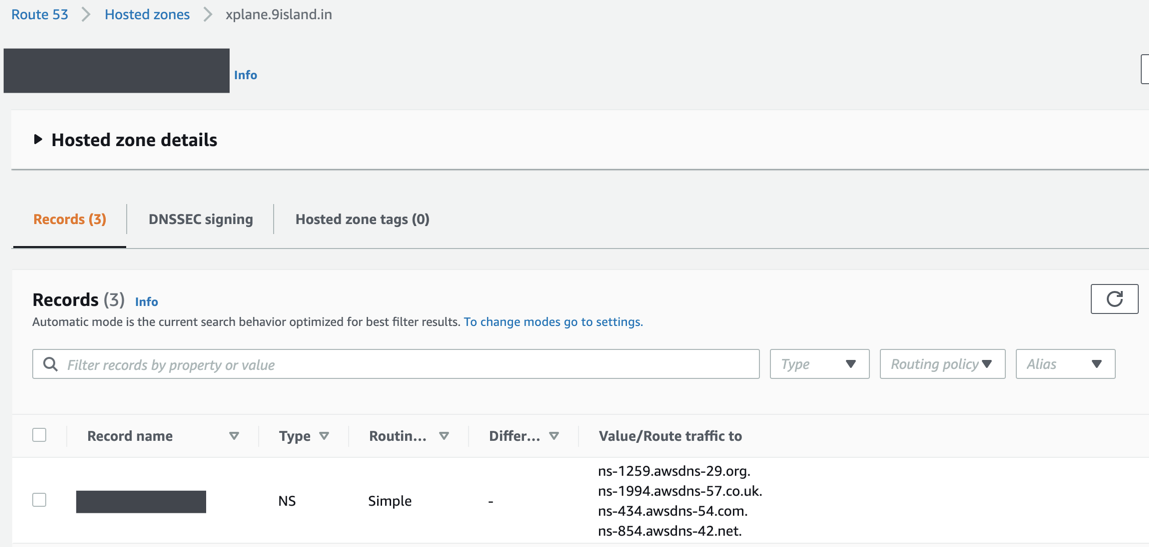 Route 53 > Hosted zones > xplane.9island.in
Info
Hosted zone details
Records (3) DNSSEC signing Hosted zone tags (0)
Records (3) Info
Automatic mode is the current search behavior optimized for best filter results. To change modes go to settings.
Filter records by property or value Type Routing policy Alias
Record name Type Routin... Differ... Value/Route traffic to
ns-1259.awsdns-29.org.
ns-1994.awsdns-57.co.uk.
NS Simple -
ns-434.awsdns-54.com.
ns-854.awsdns-42.net.